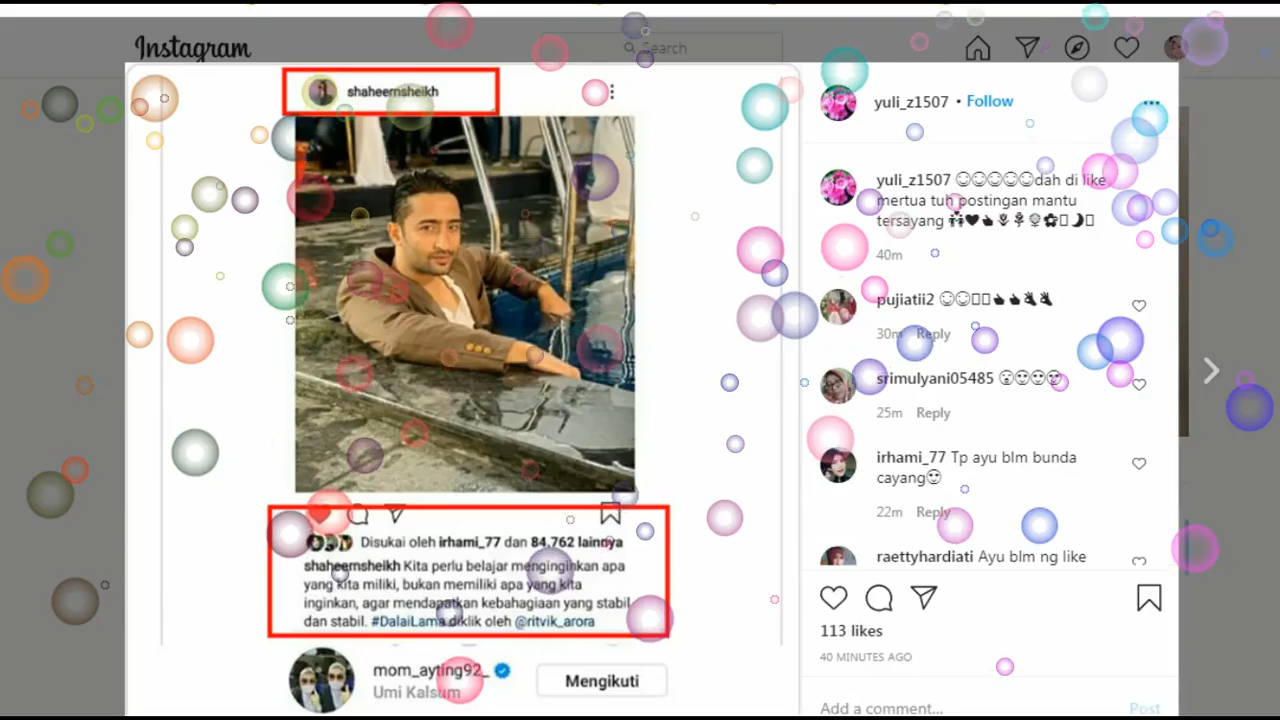 Instagram
Search
shaheernsheikh
Disukai oleh irhami_77 dan 84,762 lainnya
shaheernsheikh Kita perlu belajar menginginkan apa
yang kita miliki, bukan memiliki apa yang kita
inginkan, agar mendapatkan kebahagiaan yang stabil
dan stabil. #DalaiLama diklik oleh @ritvik_arora
mom_ayting92_
Umi Kalsum
Mengikuti
yuli_z1507 • Follow
yuli_z1507 ☺☺☺☺☺dah di like
mertua tuh postingan mantu
tersayang
40m
pujiatii2
30m Reply
srimulyani05485
25m Reply
irhami_77 Tp ayu blm bunda
cayang
22m Reply
raettyhardiati Ayu blm ng like
113 likes
40 MINUTES AGO
Add a comment...
Post